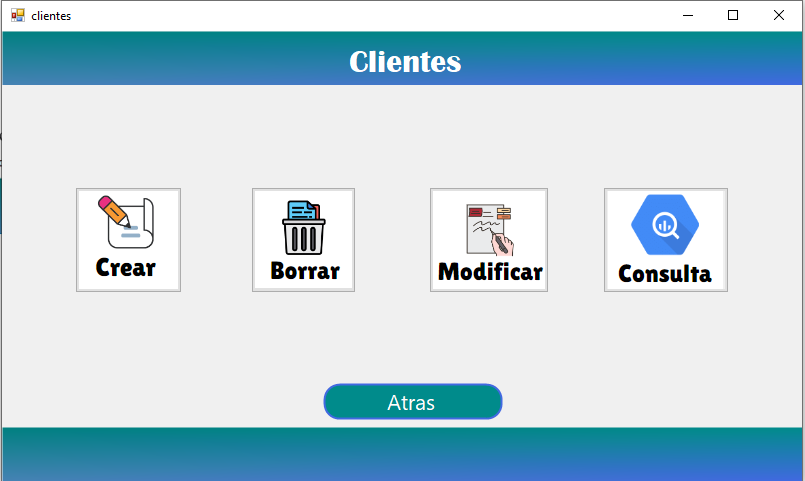 clientes
Clientes
Crear
Borrar
Modificar
Consulta
Atras